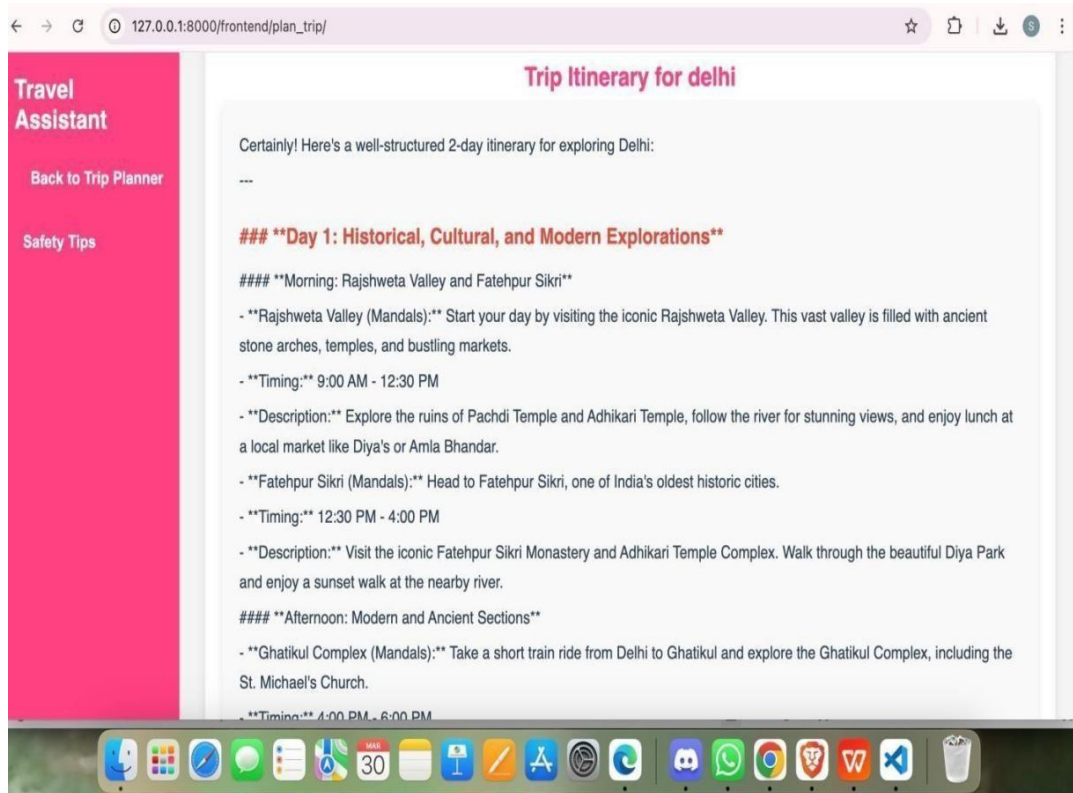 127.0.0.1:8000/frontend/plan_trip/
S
Travel
Assistant
Back to Trip Planner
Safety Tips
Trip Itinerary for delhi
Certainly! Here's a well-structured 2-day itinerary for exploring Delhi:
---
### **Day 1: Historical, Cultural, and Modern Explorations**
#### **Morning: Rajshweta Valley and Fatehpur Sikri**
- **Rajshweta Valley (Mandals):** Start your day by visiting the iconic Rajshweta Valley. This vast valley is filled with ancient
stone arches, temples, and bustling markets.
- **Timing:** 9:00 AM - 12:30 PM
- **Description:** Explore the ruins of Pachdi Temple and Adhikari Temple, follow the river for stunning views, and enjoy lunch at
a local market like Diya's or Amla Bhandar.
- **Fatehpur Sikri (Mandals):** Head to Fatehpur Sikri, one of India's oldest historic cities.
- **Timing:** 12:30 PM - 4:00 PM
- **Description:** Visit the iconic Fatehpur Sikri Monastery and Adhikari Temple Complex. Walk through the beautiful Diya Park
and enjoy a sunset walk at the nearby river.
#### **Afternoon: Modern and Ancient Sections**
- **Ghatikul Complex (Mandals):** Take a short train ride from Delhi to Ghatikul and explore the Ghatikul Complex, including the
St. Michael's Church.
- **Timing:** 4:00 PM - 6:00 PM
MAR
30